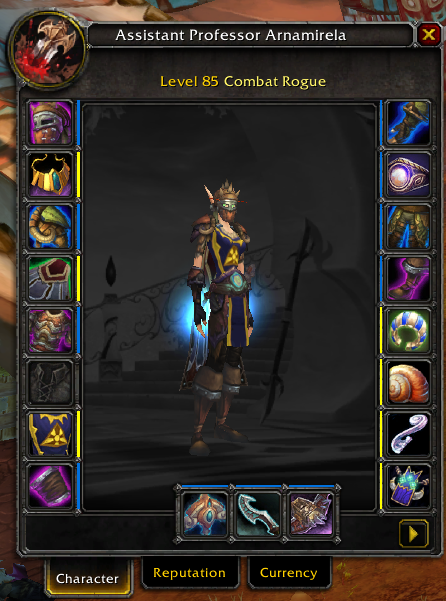 Assistant Professor Arnamirela
Level 85 Combat Rogue
Character
Reputation
Currency